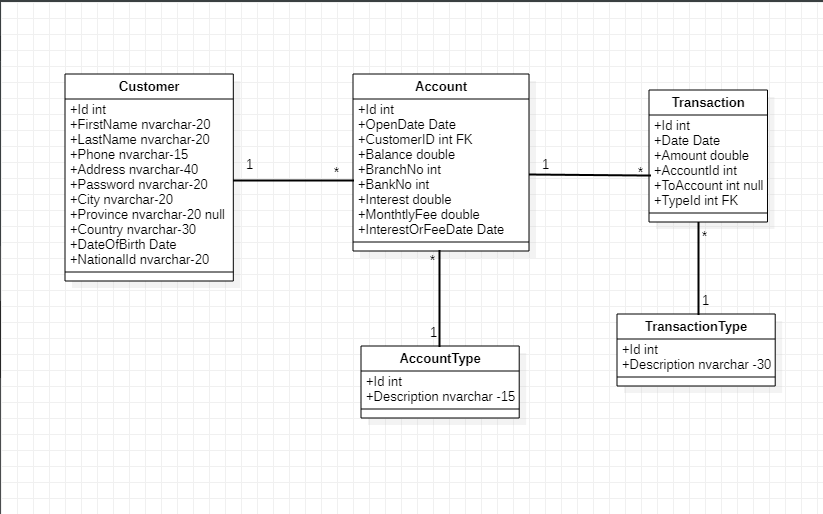 Customer
+Id int
+FirstName nvarchar-20
+LastName nvarchar-20
+Phone nvarchar-15
+Address nvarchar-40
+Password nvarchar-20
+City nvarchar-20
+Province nvarchar-20 null
+Country nvarchar-30
+DateOfBirth Date
+NationalId nvarchar-20
1
*
Account
+Id int
+OpenDate Date
+CustomerID int FK
+Balance double
+BranchNo int
+BankNo int
+Interest double
+MonthtlyFee double
+InterestOrFeeDate Date
1
*
Transaction
+Id int
+Date Date
+Amount double
+AccountId int
+ToAccount int null
+TypeId int FK
*
1
AccountType
+Id int
+Description nvarchar -15
*
1
TransactionType
+Id int
+Description nvarchar -30